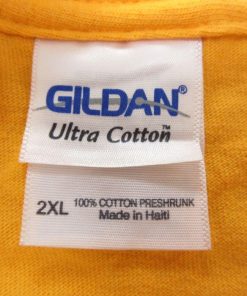 GILDAN®
Ultra Cotton™
2XL 100% COTTON PRESHRUNK
Made in Haiti